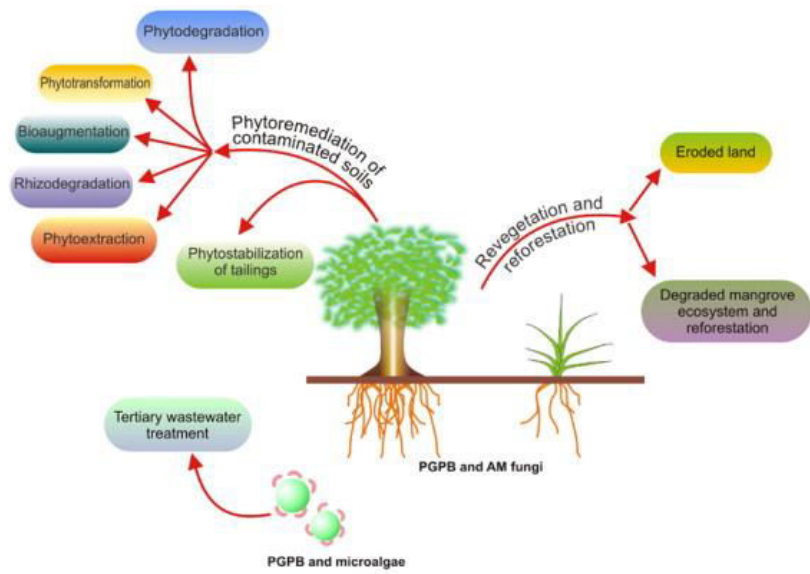 Phytodegradation
Phytotransformation
Bioaugmentation
Rhizodegradation
Phytoextraction
Phytoremediation of
contaminated soils
Phytostabilization
of tailings
Revegetation and
reforestation
Eroded land
Degraded mangrove
ecosystem and
reforestation
Tertiary wastewater
treatment
PGPB and AM fungi
PGPB and microalgae